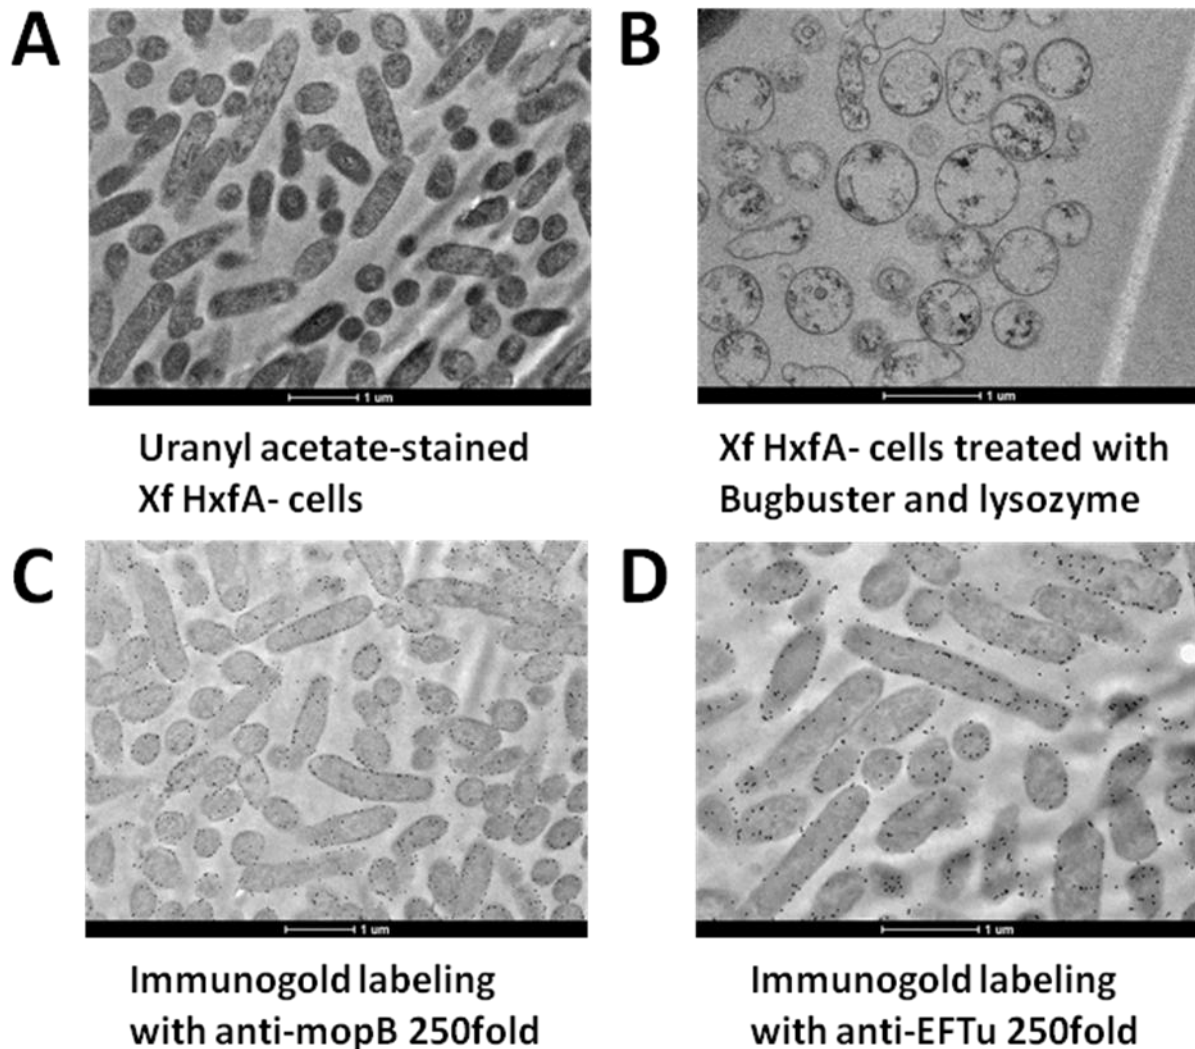 A
B
1 um
1 um
Uranyl acetate-stained
Xf HxfA- cells
Xf HxfA- cells treated with
Bugbuster and lysozyme
C
D
1 um
1 um
Immunogold labeling
with anti-mopB 250fold
Immunogold labeling
with anti-EFTu 250fold